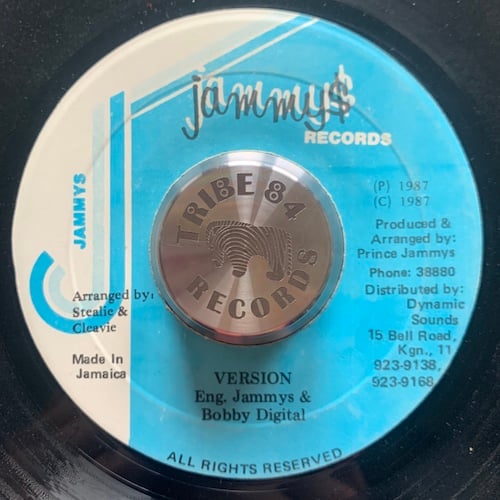 jammy$
RECORDS
JAMMYS
(P) 1987
(C) 1987
Produced &
Arranged by:
Prince Jammys
Phone: 38880
Distributed by:
Dynamic
Sounds
15 Bell Road,
Kgn., 11
923-9138,
923-9168
TRIBE 84
RECORDS
Arranged by:
Stealie &
Cleavie
Made In
Jamaica
VERSION
Eng. Jammys &
Bobby Digital
ALL RIGHTS RESERVED